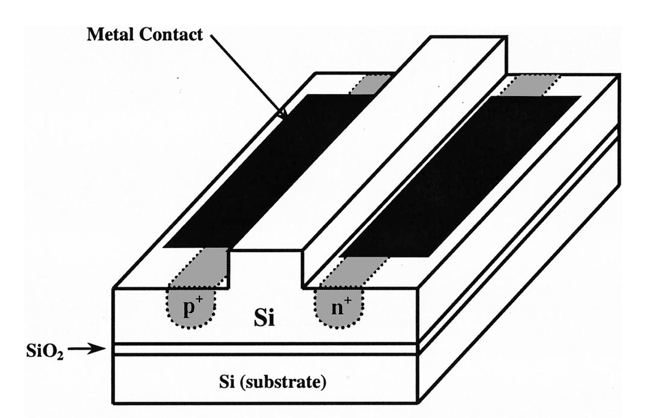 Metal Contact
p+
n+
Si
SiO2
Si (substrate)